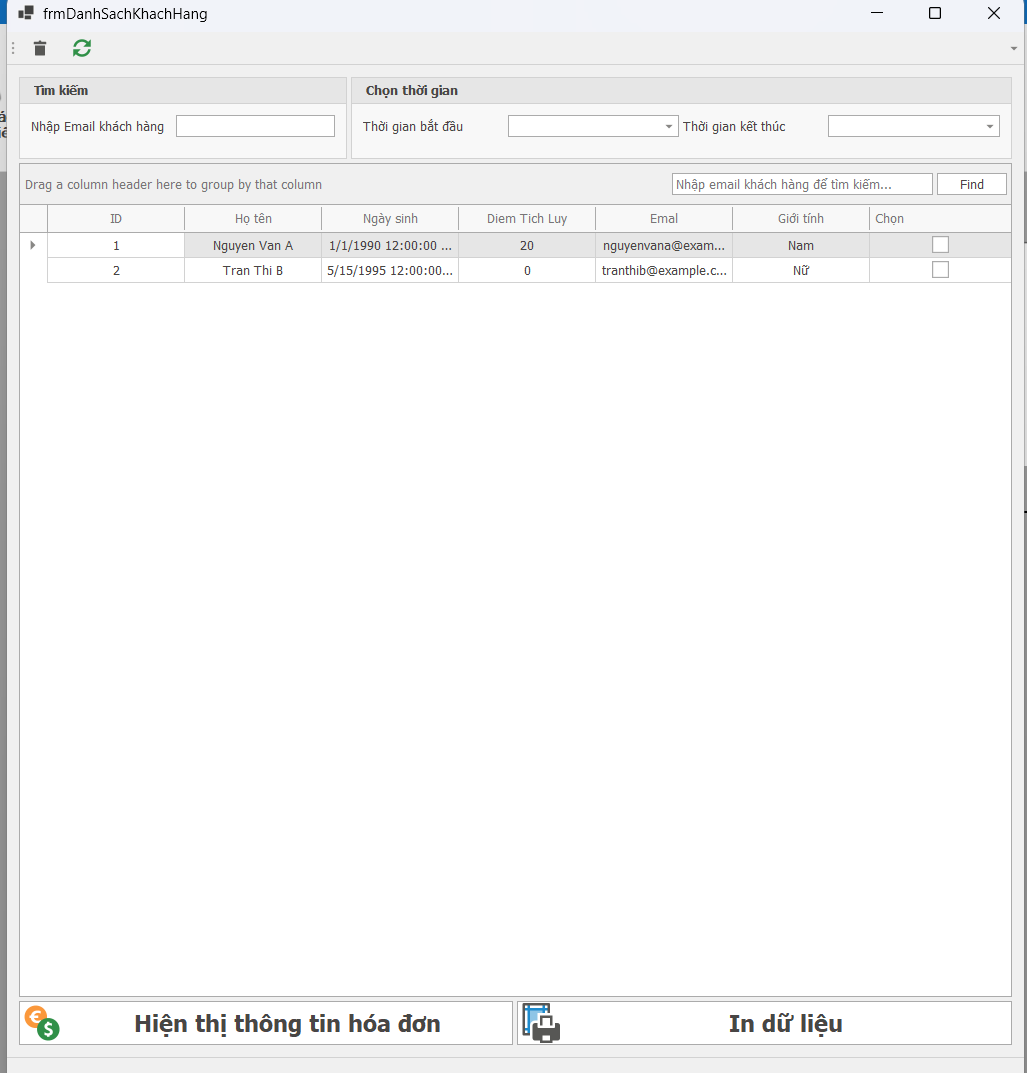 frmDanhSachKhachHang
Tìm kiếm
Chọn thời gian
Nhập Email khách hàng
Thời gian bắt đầu
Thời gian kết thúc
Drag a column header here to group by that column
Nhập email khách hàng để tìm kiếm...
Find
ID Họ tên Ngày sinh Diem Tich Luy Emal Giới tính Chọn
1 Nguyen Van A 1/1/1990 12:00:00 ... 20 nguyenvana@exam... Nam
2 Tran Thi B 5/15/1995 12:00:00... 0 tranthib@example.c... Nữ
Hiện thị thông tin hóa đơn
In dữ liệu